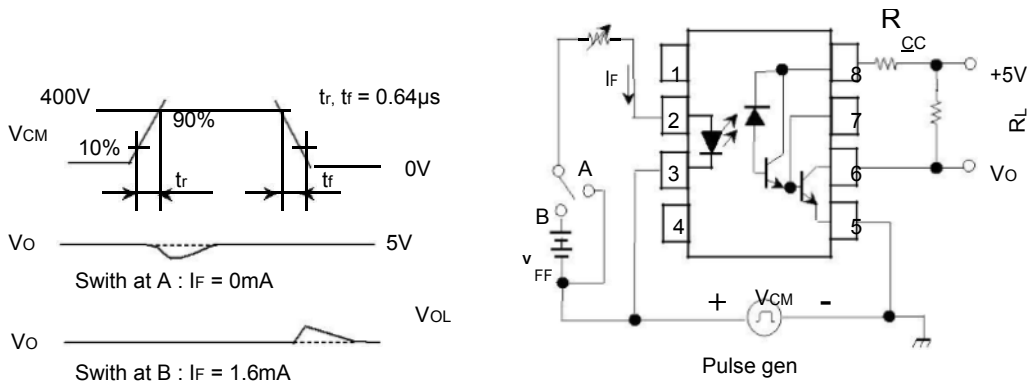 400V
tr, tf = 0.64µs
VCM
90%
10%
0V
tr
tf
VO
5V
Swith at A : IF = 0mA
VOL
VO
Swith at B : IF = 1.6mA
RCC
IF
1
2
3
4
8
7
6
5
A
B
VFF
+5V
RL
VO
+ VCM -
Pulse gen